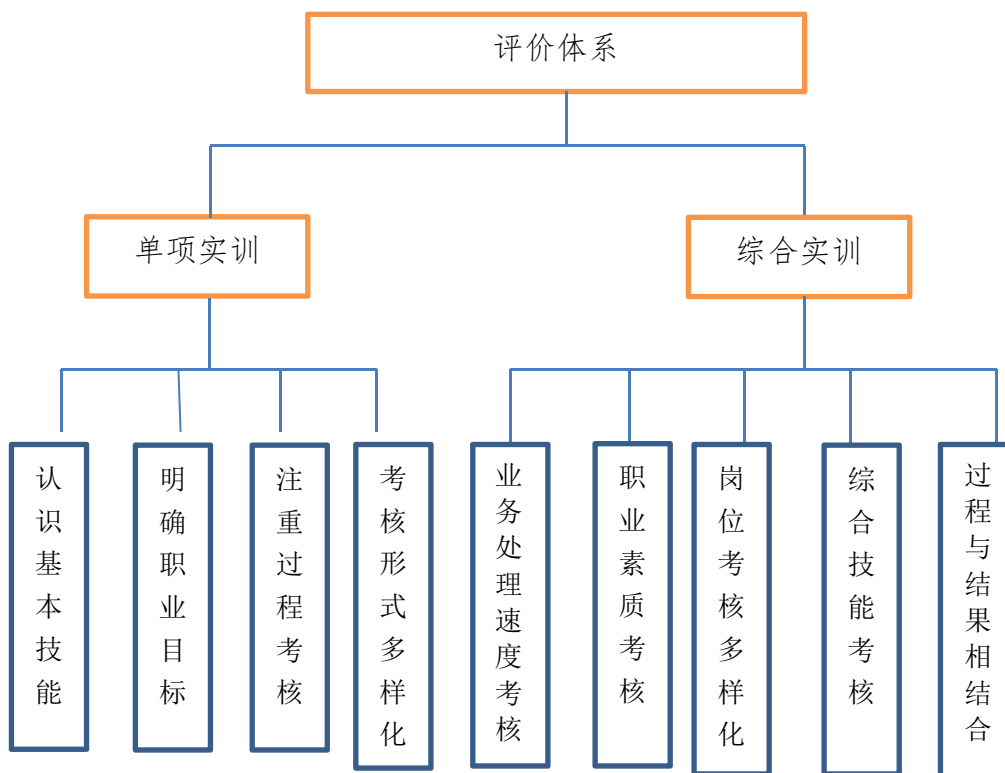 评价体系
单项实训
综合实训
认识基本技能
明确职业目标
注重过程考核
考核形式多样化
业务处理速度考核
职业素质考核
岗位考核多样化
综合技能考核
过程与结果相结合